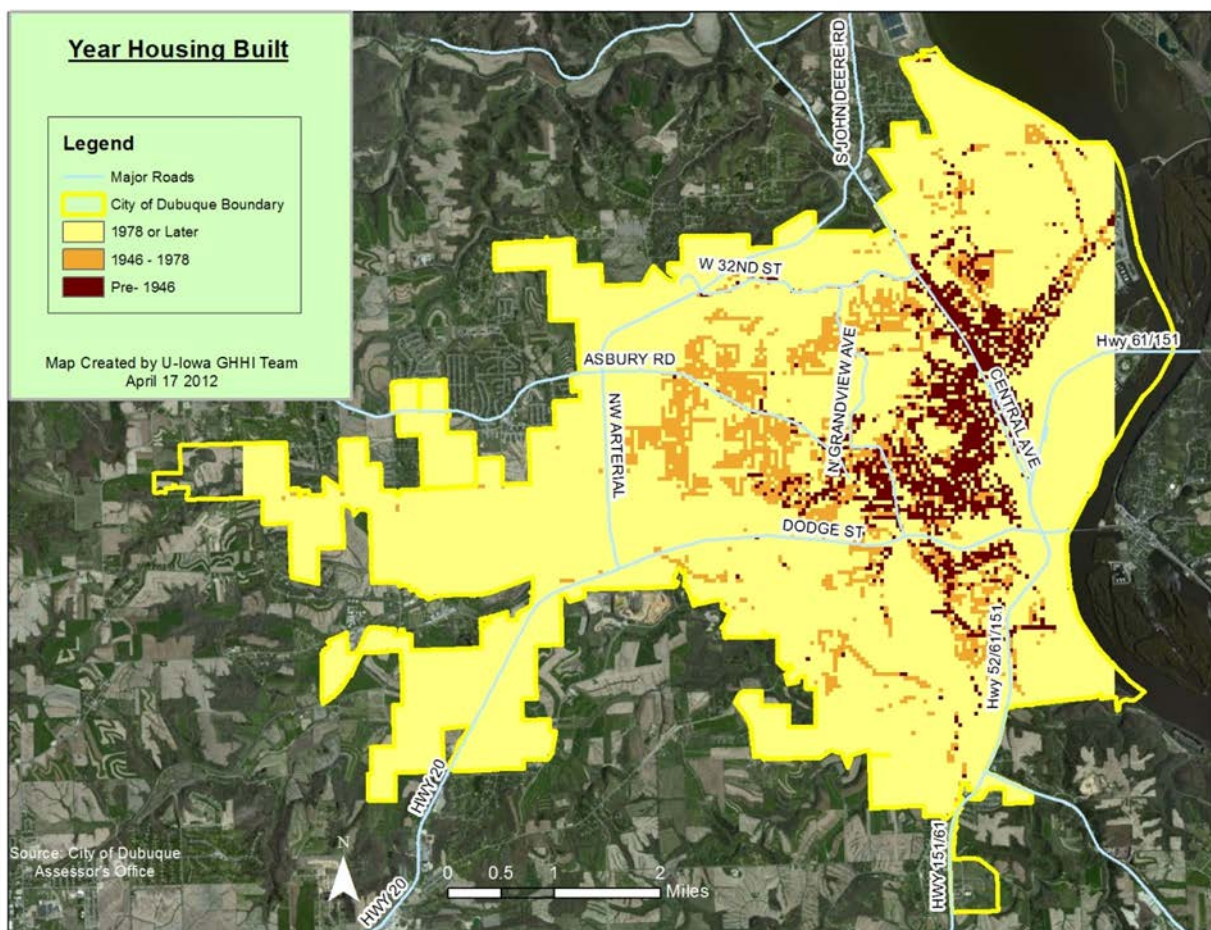 Year Housing Built
Legend
Major Roads
City of Dubuque Boundary
1978 or Later
1946 - 1978
Pre- 1946
Map Created by U-Iowa GHHI Team
April 17 2012
S JOHN DEERE RD
W 32ND ST
Hwy 61/151
ASBURY RD
N GRANDVIEW AVE
CENTRAL AVE
NW ARTERIAL
DODGE ST
Hwy 52/61/151
HWY 20
HWY 151/61
HWY 20
Source: City of Dubuque
Assessor's Office
N
0 0.5 1 2
Miles